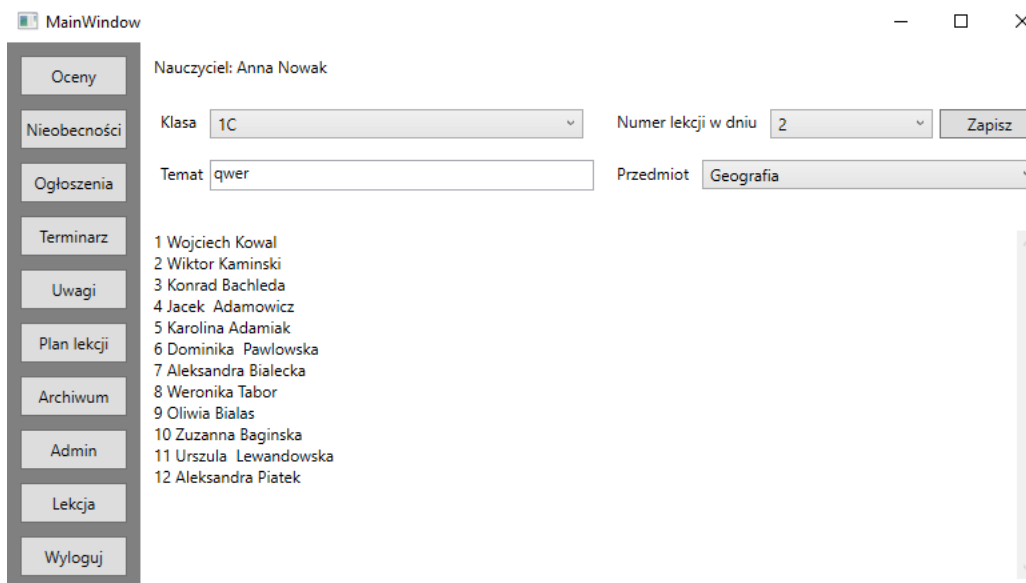 MainWindow
Oceny
Nieobecności
Ogłoszenia
Terminarz
Uwagi
Plan lekcji
Archiwum
Admin
Lekcja
Wyloguj
Nauczyciel: Anna Nowak
Klasa 1C Numer lekcji w dniu 2 Zapisz
Temat qwer Przedmiot Geografia
1 Wojciech Kowal
2 Wiktor Kaminski
3 Konrad Bachleda
4 Jacek  Adamowicz
5 Karolina Adamiak
6 Dominika  Pawlowska
7 Aleksandra Bialecka
8 Weronika Tabor
9 Oliwia Bialas
10 Zuzanna Baginska
11 Urszula  Lewandowska
12 Aleksandra Piatek